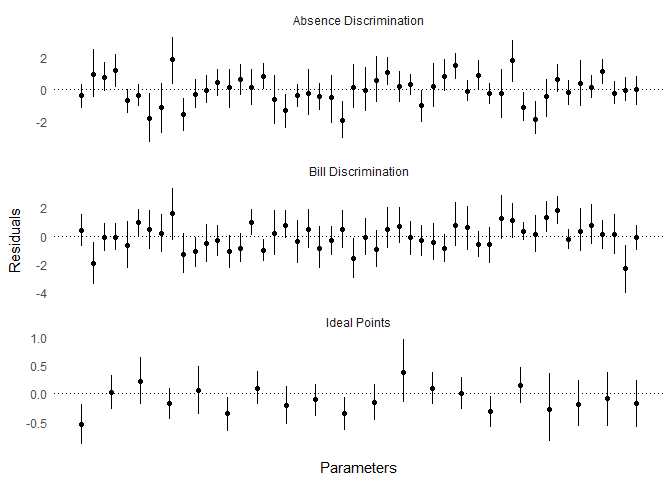 Absence Discrimination
2
0
-2
Bill Discrimination
2
0
-2
-4
Ideal Points
1.0
0.5
0.0
-0.5
Residuals
Parameters